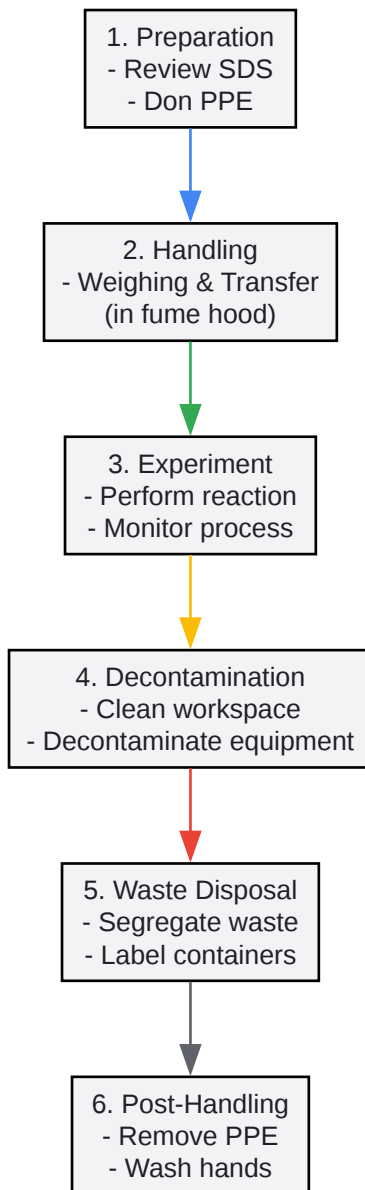 1. Preparation
- Review SDS
- Don PPE
2. Handling
- Weighing & Transfer
(in fume hood)
3. Experiment
- Perform reaction
- Monitor process
4. Decontamination
- Clean workspace
- Decontaminate equipment
5. Waste Disposal
- Segregate waste
- Label containers
6. Post-Handling
- Remove PPE
- Wash hands